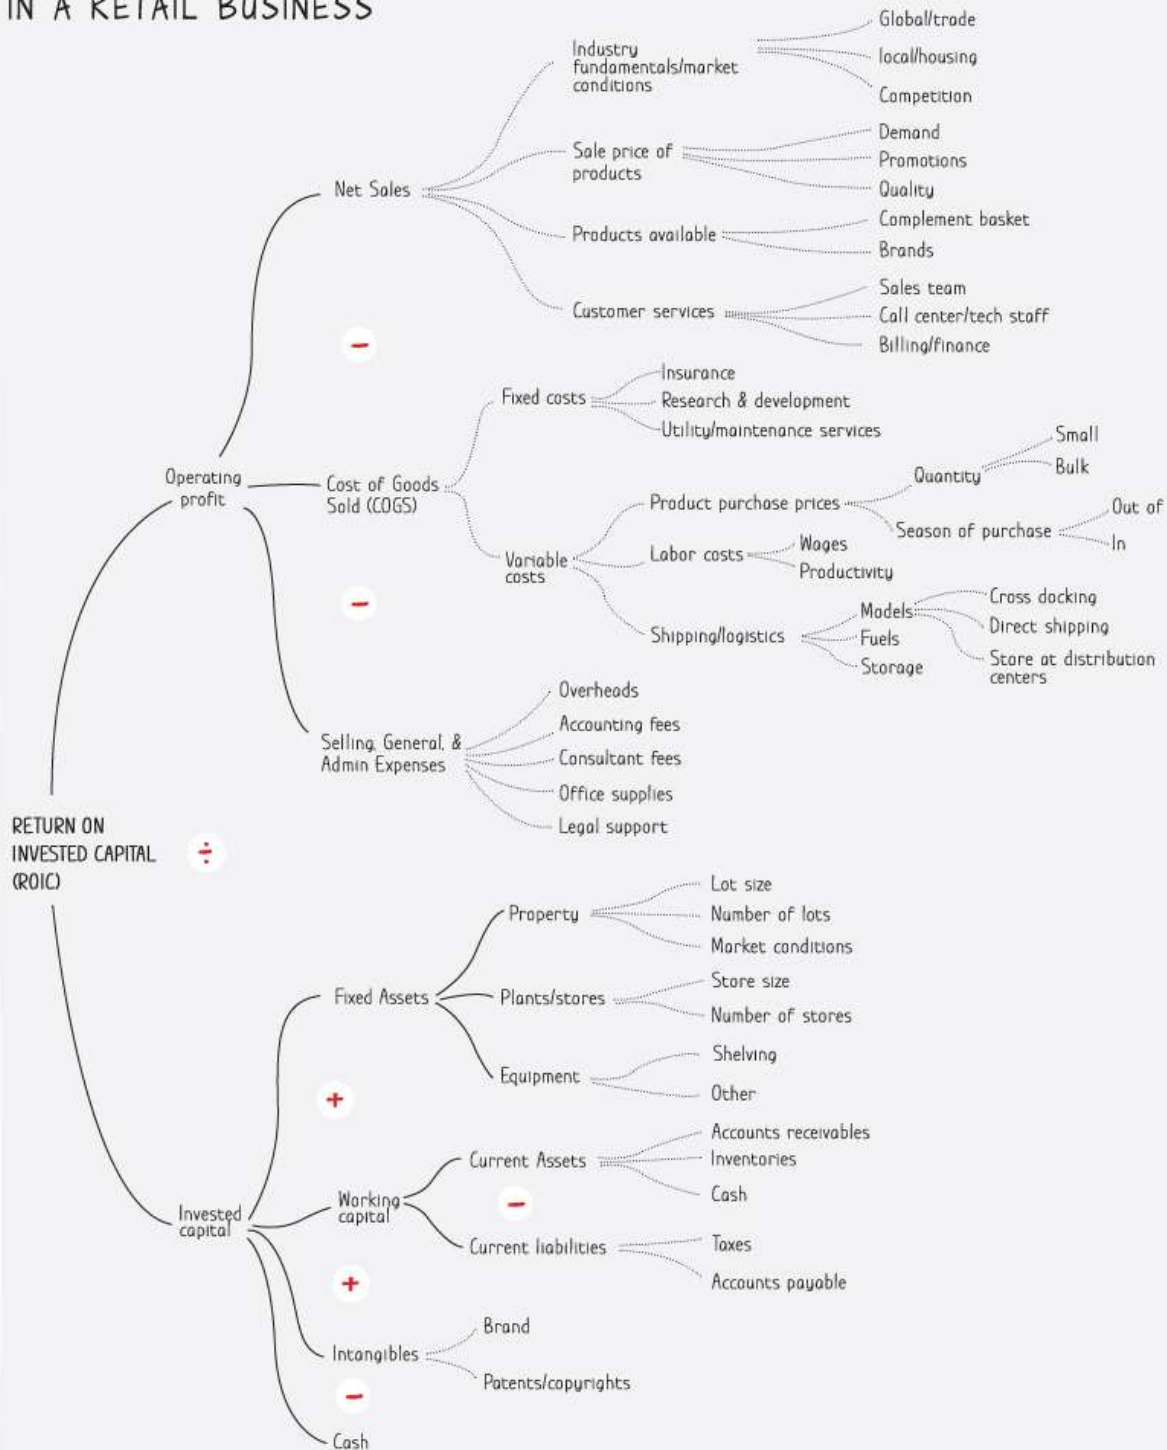 IN A RETAIL BUSINESS
Global/trade
Industry
fundamentals/market
conditions
local/housing
Competition
Demand
Sale price of
products
Promotions
Quality
Net Sales
Complement basket
Products available
Brands
Sales team
Customer services
Call center/tech staff
Billing/finance
−
Insurance
Fixed costs
Research & development
Utility/maintenance services
Small
Quantity
Bulk
Operating
profit
Cost of Goods
Sold (COGS)
Product purchase prices
Out of
Season of purchase
In
Variable
costs
Labor costs
Wages
Productivity
−
Cross docking
Models
Direct shipping
Shipping/logistics
Fuels
Storage
Store at distribution
centers
Overheads
Selling, General, &
Admin Expenses
Accounting fees
Consultant fees
Office supplies
Legal support
RETURN ON
INVESTED CAPITAL
(ROIC)
÷
Lot size
Property
Number of lots
Market conditions
Store size
Fixed Assets
Plants/stores
Number of stores
Shelving
Equipment
Other
+
Accounts receivables
Current Assets
Inventories
Cash
Working
capital
−
Invested
capital
Current liabilities
Taxes
Accounts payable
+
Brand
Intangibles
Patents/copyrights
−
Cash